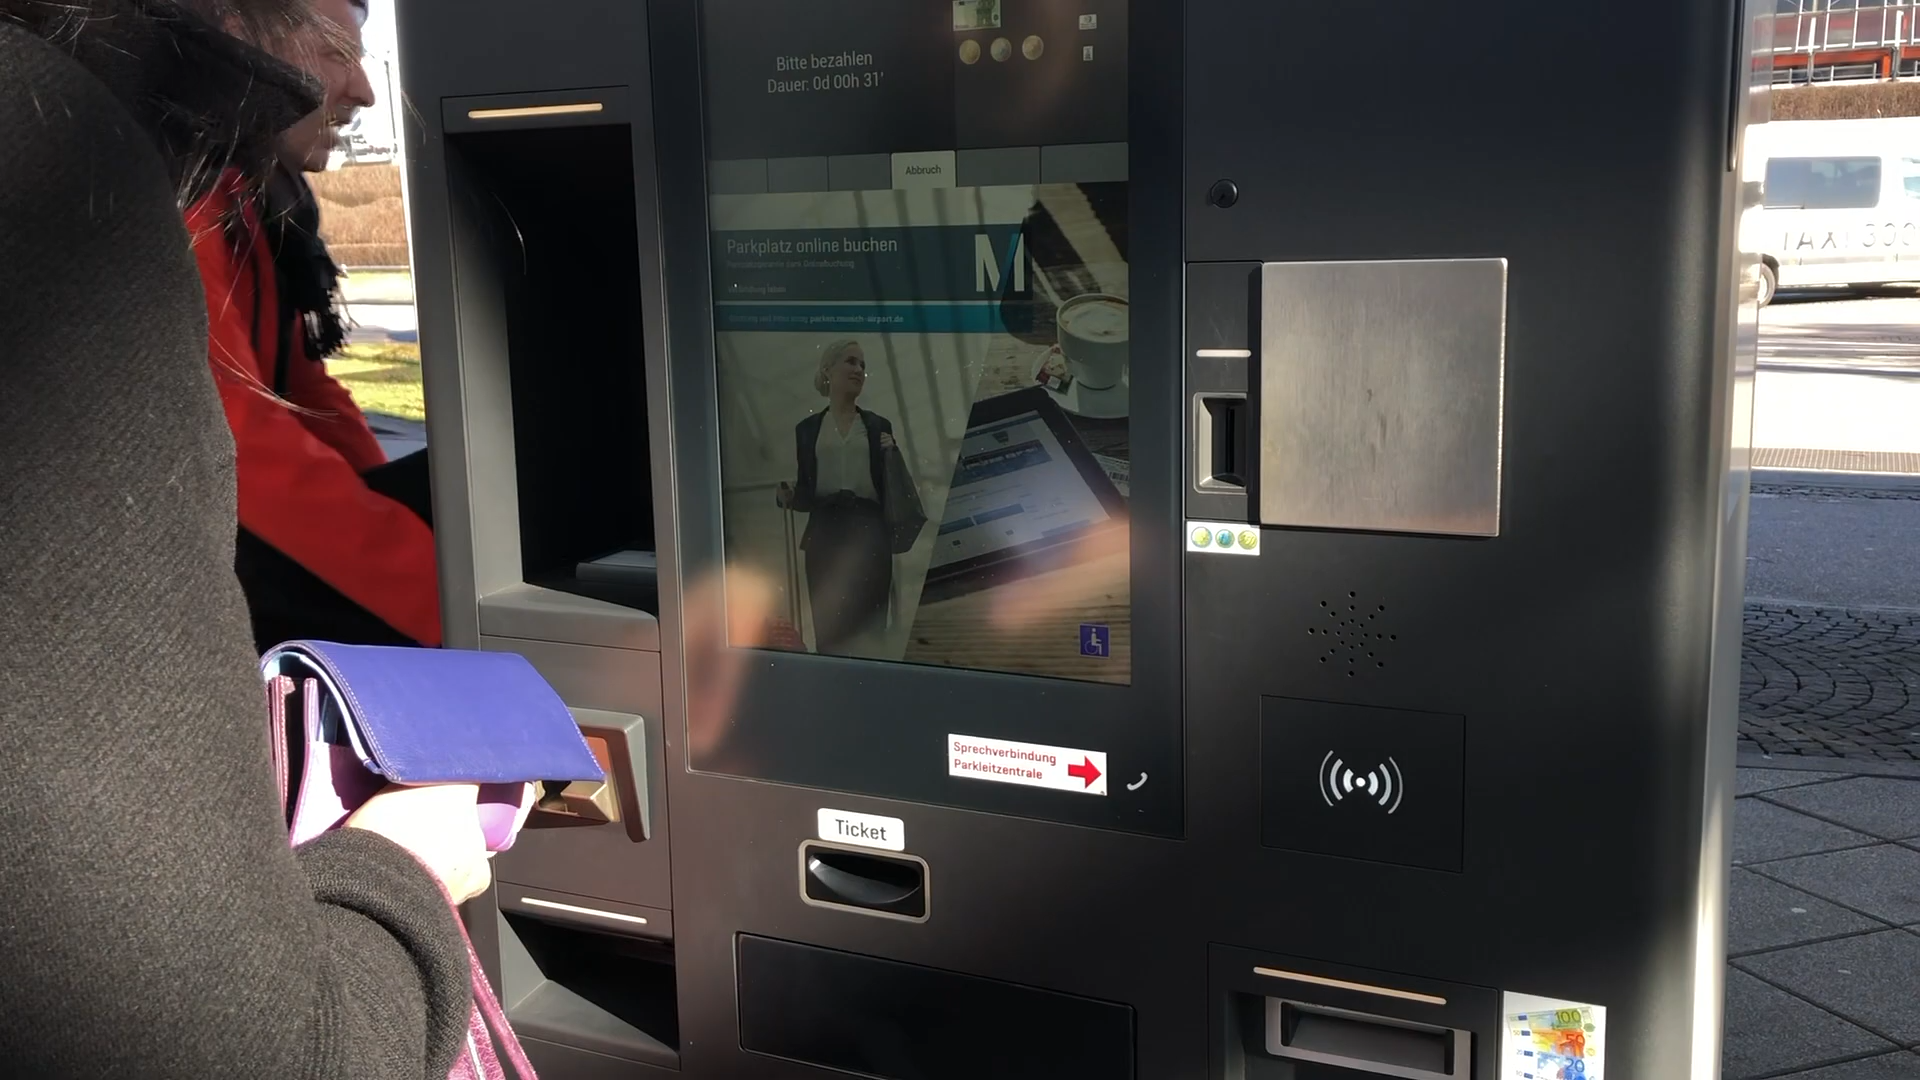 Bitte bezahlen
Dauer: 0d 00h 31'
Abbruch
Parkplatz online buchen
M
parken.munich-airport.de
TAXI 300
Sprechverbindung
Parkleitzentrale
Ticket
100
50
20